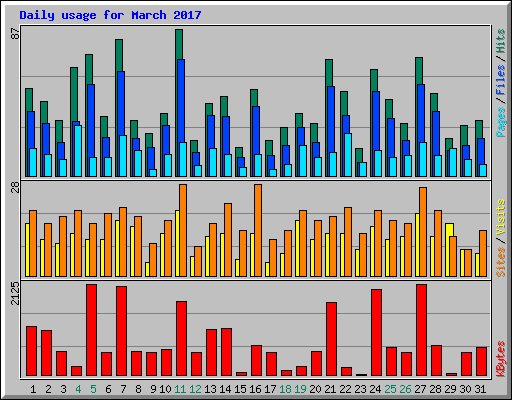 Daily usage for March 2017
87
Pages / Files / Hits
28
Sites / Visits
2125
KBytes
1 2 3 4 5 6 7 8 9 10 11 12 13 14 15 16 17 18 19 20 21 22 23 24 25 26 27 28 29 30 31